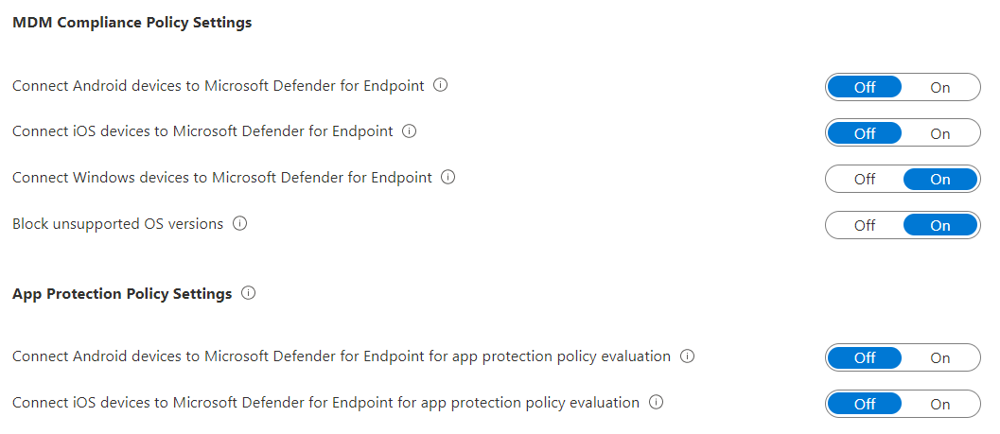 MDM Compliance Policy Settings
Connect Android devices to Microsoft Defender for Endpoint Off On
Connect iOS devices to Microsoft Defender for Endpoint Off On
Connect Windows devices to Microsoft Defender for Endpoint Off On
Block unsupported OS versions Off On
App Protection Policy Settings
Connect Android devices to Microsoft Defender for Endpoint for app protection policy evaluation Off On
Connect iOS devices to Microsoft Defender for Endpoint for app protection policy evaluation Off On